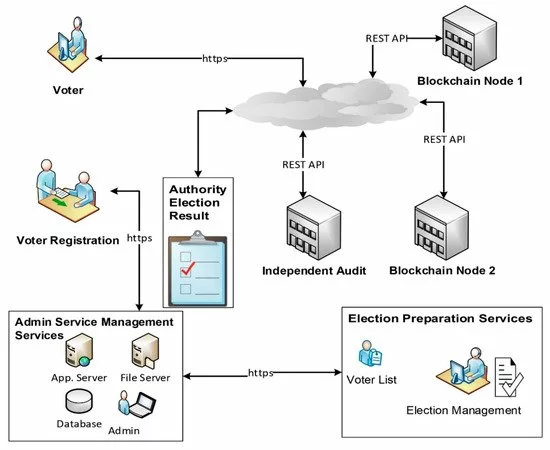 REST API
https
Voter
Blockchain Node 1
REST API
REST API
Authority
Election
Result
Voter Registration
https
Independent Audit
Blockchain Node 2
Admin Service Management
Services
App. Server
File Server
Database
Admin
https
Election Preparation Services
Voter List
Election Management